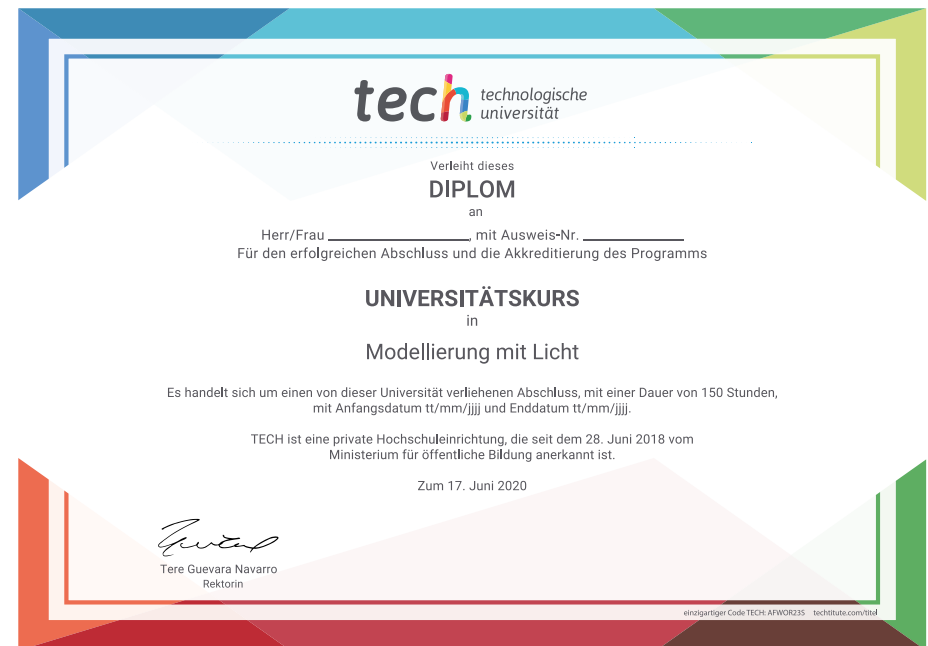 tech technologische
universität
Verleiht dieses
DIPLOM
an
Herr/Frau ______________, mit Ausweis-Nr. __________
Für den erfolgreichen Abschluss und die Akkreditierung des Programms
UNIVERSITÄTSKURS
in
Modellierung mit Licht
Es handelt sich um einen von dieser Universität verliehenen Abschluss, mit einer Dauer von 150 Stunden,
mit Anfangsdatum tt/mm/jjjj und Enddatum tt/mm/jjjj.
TECH ist eine private Hochschuleinrichtung, die seit dem 28. Juni 2018 vom
Ministerium für öffentliche Bildung anerkannt ist.
Zum 17. Juni 2020
Tere Guevara Navarro
Rektorin
einzigartiger Code TECH: AFWOR23S techtitute.com/titel